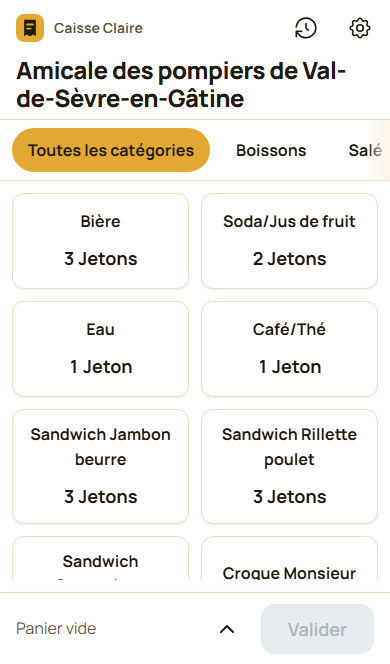 Caisse Claire
Amicale des pompiers de Val-
de-Sèvre-en-Gâtine
Toutes les catégories
Boissons
Salé
Bière
3 Jetons
Soda/Jus de fruit
2 Jetons
Eau
1 Jeton
Café/Thé
1 Jeton
Sandwich Jambon
beurre
3 Jetons
Sandwich Rillette
poulet
3 Jetons
Sandwich
Croque Monsieur
Panier vide
Valider